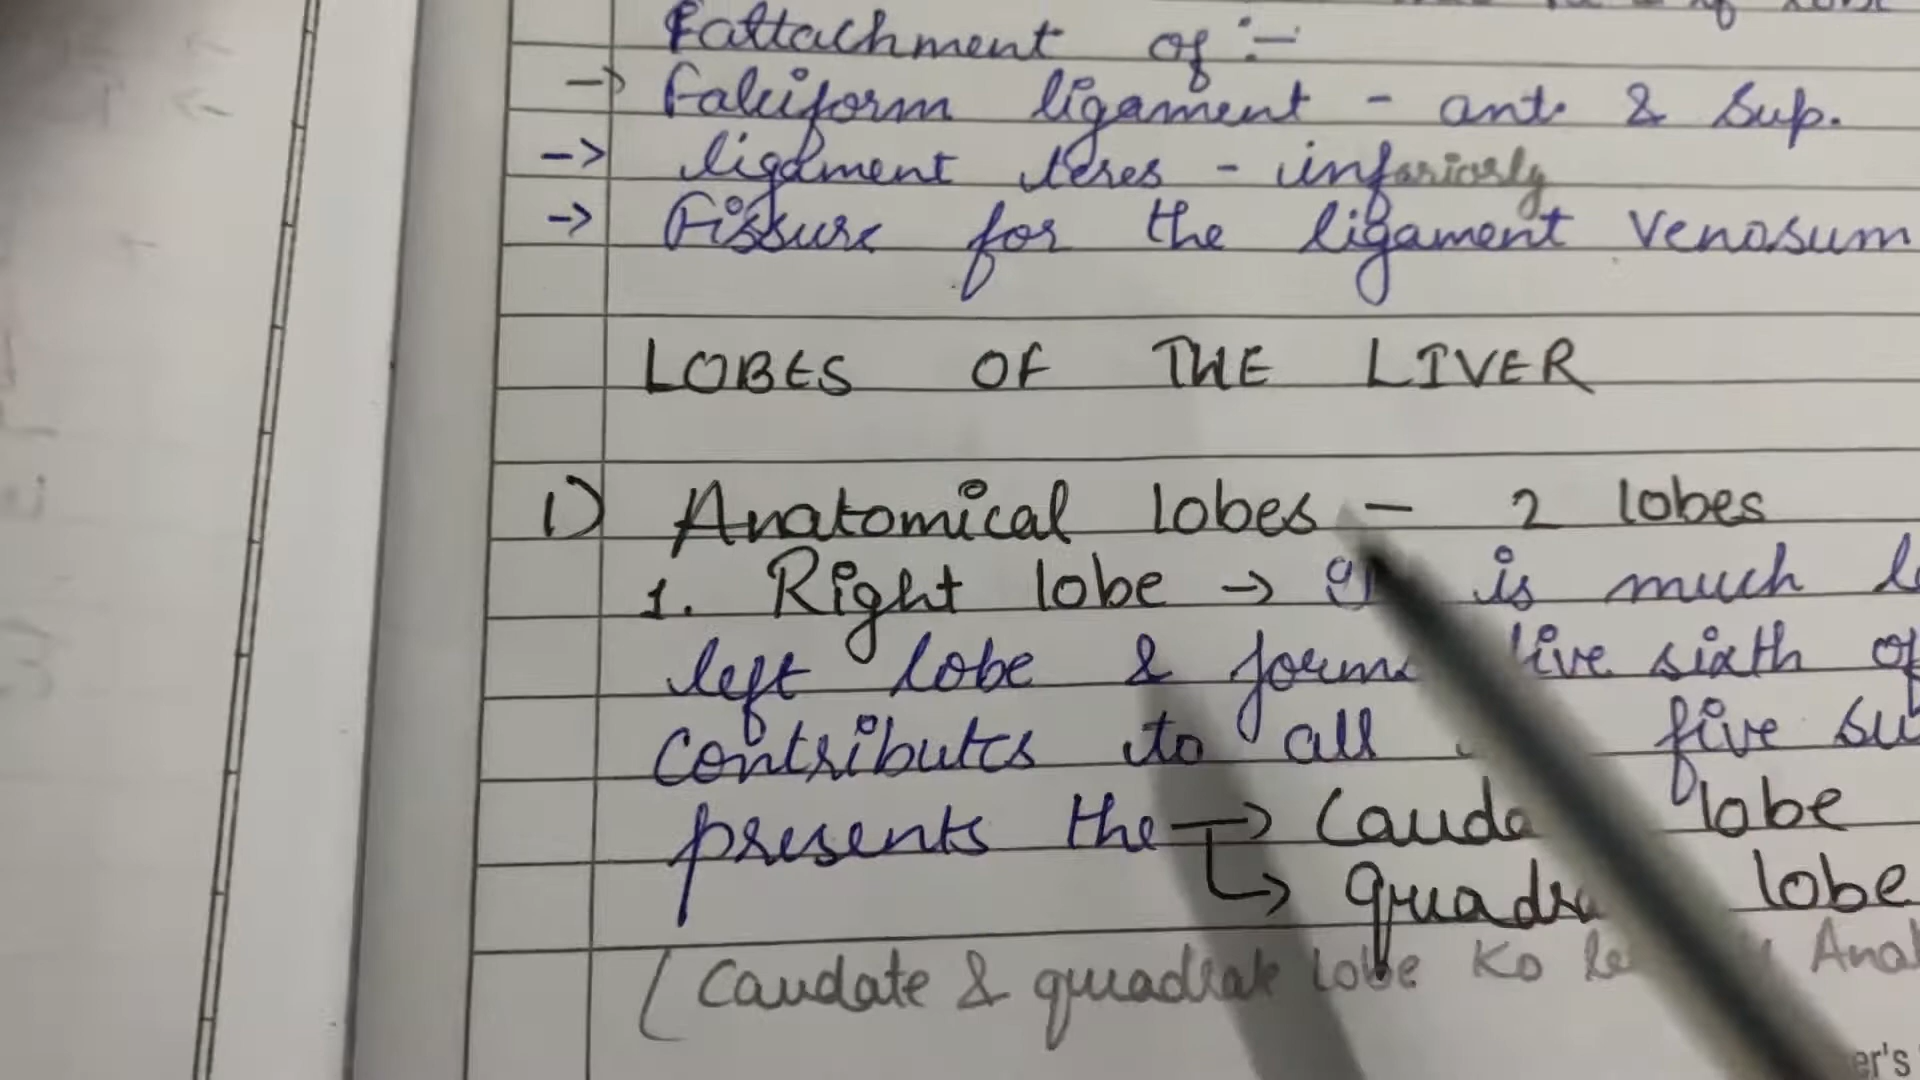 & attachment of :-
-> Falciform ligament - ant. & Sup.
-> ligament teres - inferiorly
-> Fissure for the ligament venosum
LOBES OF THE LIVER
1) Anatomical lobes - 2 lobes
1. Right lobe -> is much
left lobe & forms five sixth of
contributes to all five
presents the -> lobe
-> lobe
(Caudate & quadrate lobe Ko